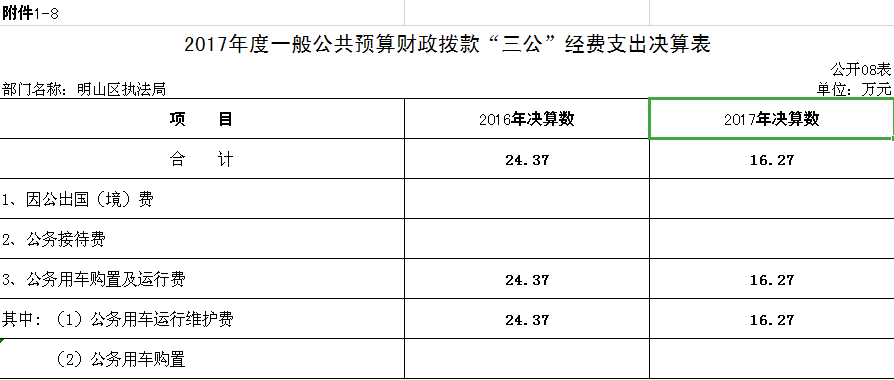 附件1-8
2017年度一般公共预算财政拨款“三公”经费支出决算表
公开08表
部门名称：明山区执法局 单位：万元
项 目 2016年决算数 2017年决算数
合 计 24.37 16.27
1、因公出国（境）费
2、公务接待费
3、公务用车购置及运行费 24.37 16.27
其中:（1）公务用车运行维护费 24.37 16.27
（2）公务用车购置